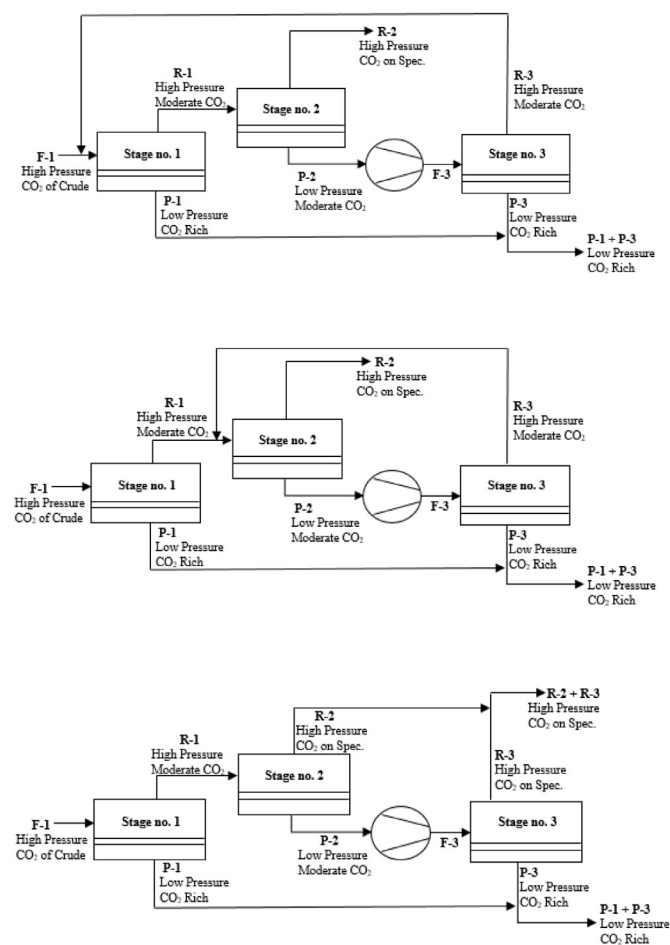 R-2
High Pressure
CO₂ on Spec.
R-1
High Pressure
Moderate CO₂
R-3
High Pressure
Moderate CO₂
Stage no. 2
F-1
High Pressure
CO₂ of Crude
Stage no. 1
Stage no. 3
P-2
Low Pressure
Moderate CO₂
F-3
P-1
Low Pressure
CO₂ Rich
P-3
Low Pressure
CO₂ Rich
P-1 + P-3
Low Pressure
CO₂ Rich
R-2
High Pressure
CO₂ on Spec.
R-1
High Pressure
Moderate CO₂
R-3
High Pressure
Moderate CO₂
Stage no. 2
F-1
High Pressure
CO₂ of Crude
Stage no. 1
Stage no. 3
P-2
Low Pressure
Moderate CO₂
F-3
P-1
Low Pressure
CO₂ Rich
P-3
Low Pressure
CO₂ Rich
P-1 + P-3
Low Pressure
CO₂ Rich
R-2 + R-3
High Pressure
CO₂ on Spec.
R-2
High Pressure
CO₂ on Spec.
R-1
High Pressure
Moderate CO₂
R-3
High Pressure
CO₂ on Spec.
Stage no. 2
F-1
High Pressure
CO₂ of Crude
Stage no. 1
Stage no. 3
P-2
Low Pressure
Moderate CO₂
F-3
P-1
Low Pressure
CO₂ Rich
P-3
Low Pressure
CO₂ Rich
P-1 + P-3
Low Pressure
CO₂ Rich